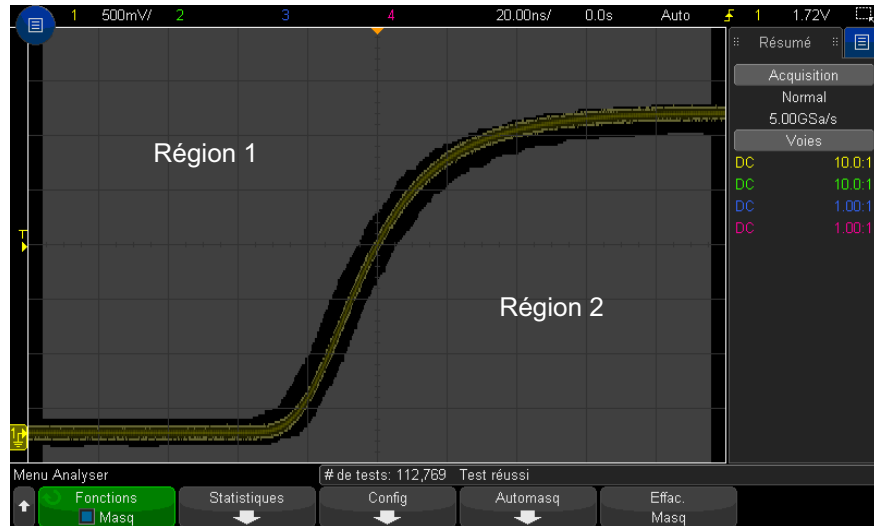 1 500mV/ 2 3 4 20.00ns/ 0.0s Auto 1 1.72V
Résumé
Acquisition
Normal
5.00GSa/s
Voies
DC 10.0:1
DC 10.0:1
DC 1.00:1
DC 1.00:1
Région 1
T
Région 2
1
Menu Analyser # de tests: 112,769 Test réussi
Fonctions Statistiques Config Automasq Effac.
Masq Masq